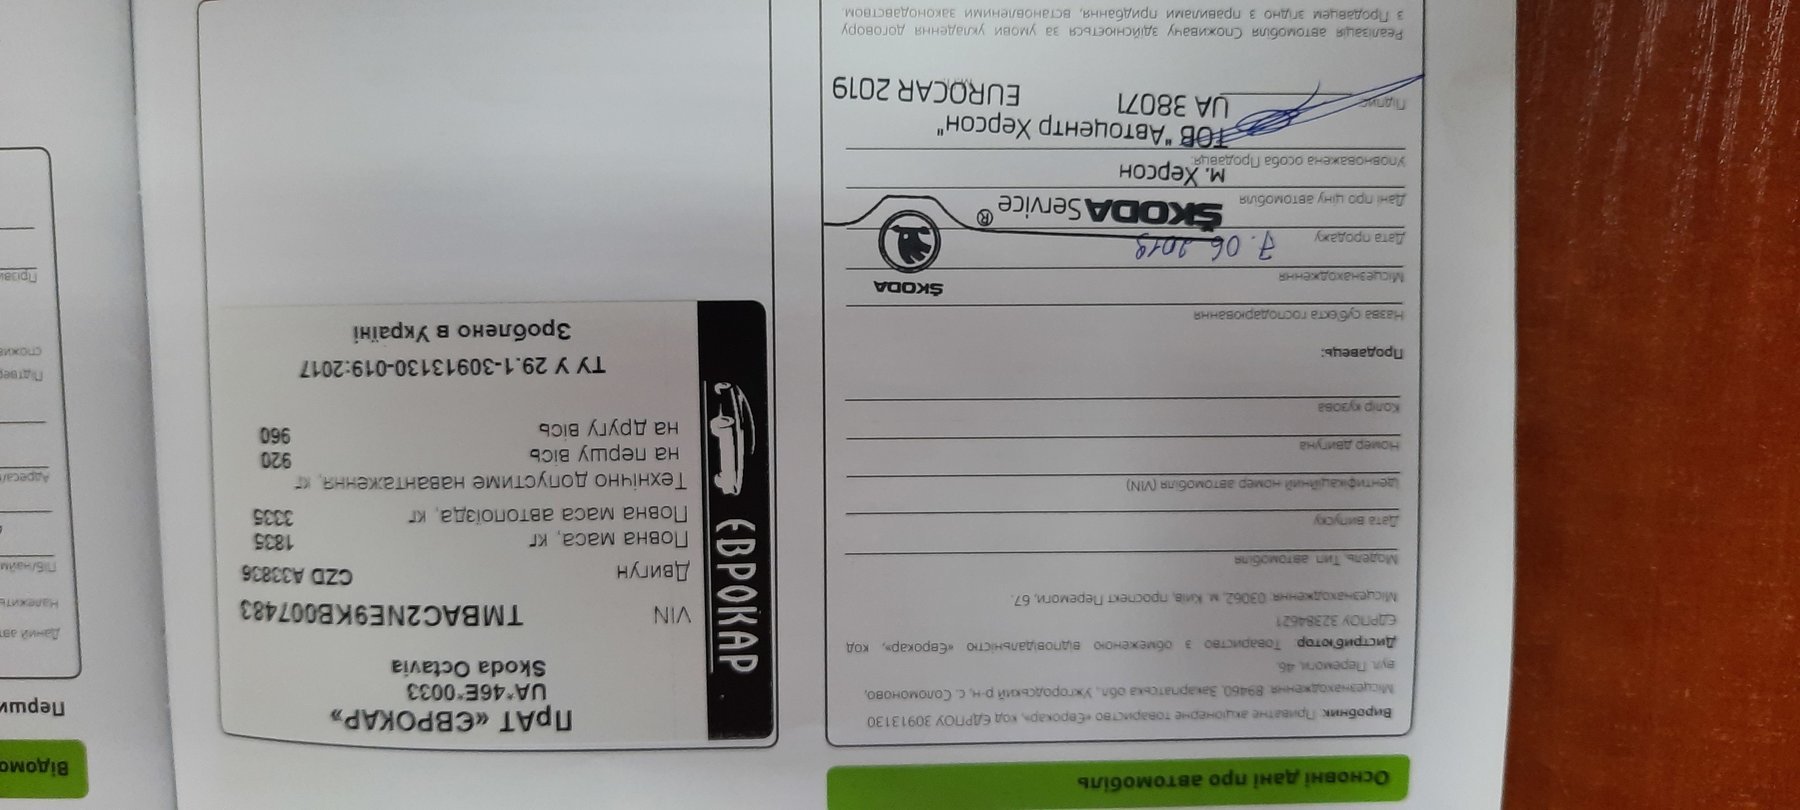 Основні дані про автомобіль
Виробник: Приватне акціонерне товариство «Єврокар», код ЄДРПОУ 30913130
Місцезнаходження: 89460, Закарпатська обл., Ужгородський р-н, с. Соломоново,
вул. Перемоги, 46.
Дистриб'ютор: Товариство з обмеженою відповідальністю «Єврокар», код
ЄДРПОУ 32384621
Місцезнаходження: 03062, м. Київ, проспект Перемоги, 67.
Модель, Тип автомобіля
Дата випуску
Ідентифікаційний номер автомобіля (VIN)
Номер двигуна
Колір кузова
Продавець:
Назва суб'єкта господарювання
Місцезнаходження
ŠKODA
Дата продажу 7.06 2019
Дані про ціну автомобіля
ŠKODA Service®
м. Херсон
Уповноважена особа Продавця:
ТОВ "Автоцентр Херсон"
Підпис
UA 38071
EUROCAR 2019
Реалізація автомобіля Споживачу здійснюється за умови укладення договору
з Продавцем згідно з правилами придбання, встановленими законодавством.
ЄВРОКАР
ПрАТ «ЄВРОКАР»
UA*46E*0033
Skoda Octavia
VIN TMBAC2NE9KB007483
Двигун CZD A33836
Повна маса, кг 1835
Повна маса автопоїзда, кг 3335
Технічно допустиме навантаження, кг
на першу вісь 920
на другу вісь 960
ТУ У 29.1-30913130-019:2017
Зроблено в Україні